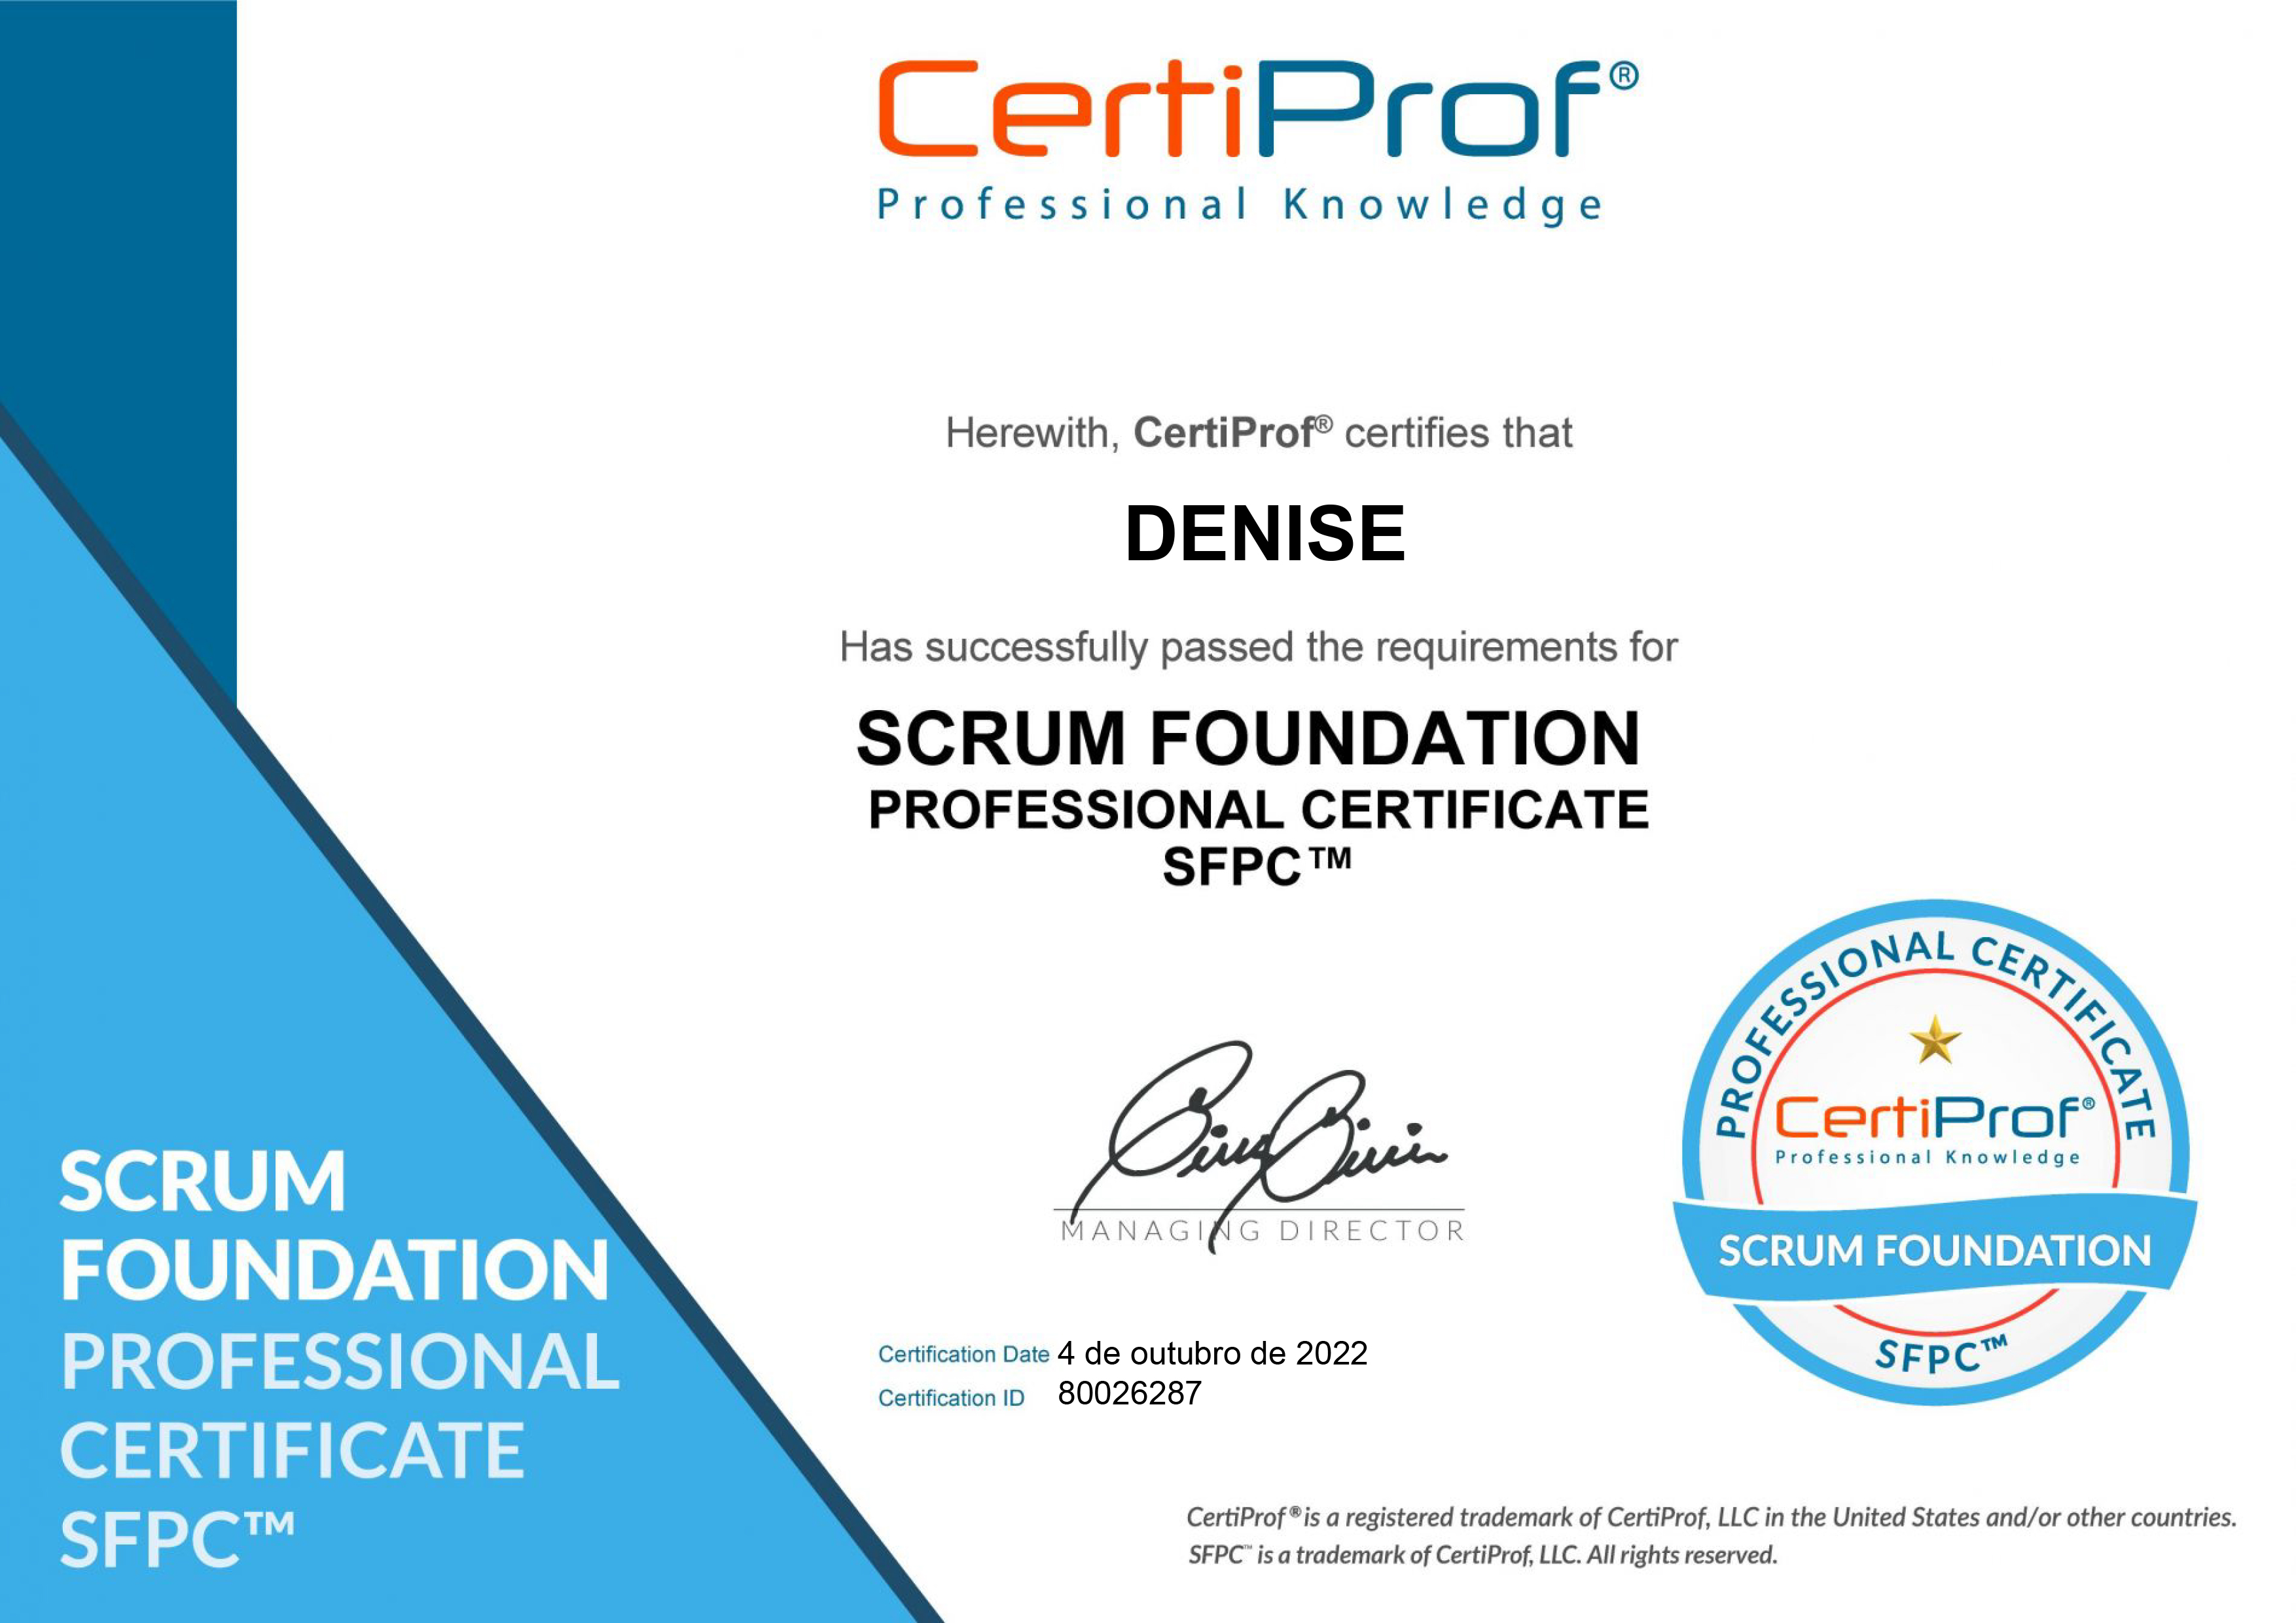 CertiProf®
Professional Knowledge
Herewith, CertiProf® certifies that
DENISE
Has successfully passed the requirements for
SCRUM FOUNDATION
PROFESSIONAL CERTIFICATE
SFPC™
MANAGING DIRECTOR
Certification Date 4 de outubro de 2022
Certification ID 80026287
PROFESSIONAL CERTIFICATE
CertiProf®
Professional Knowledge
SCRUM FOUNDATION
SFPC™
SCRUM
FOUNDATION
PROFESSIONAL
CERTIFICATE
SFPC™
CertiProf® is a registered trademark of CertiProf, LLC in the United States and/or other countries.
SFPC™ is a trademark of CertiProf, LLC. All rights reserved.